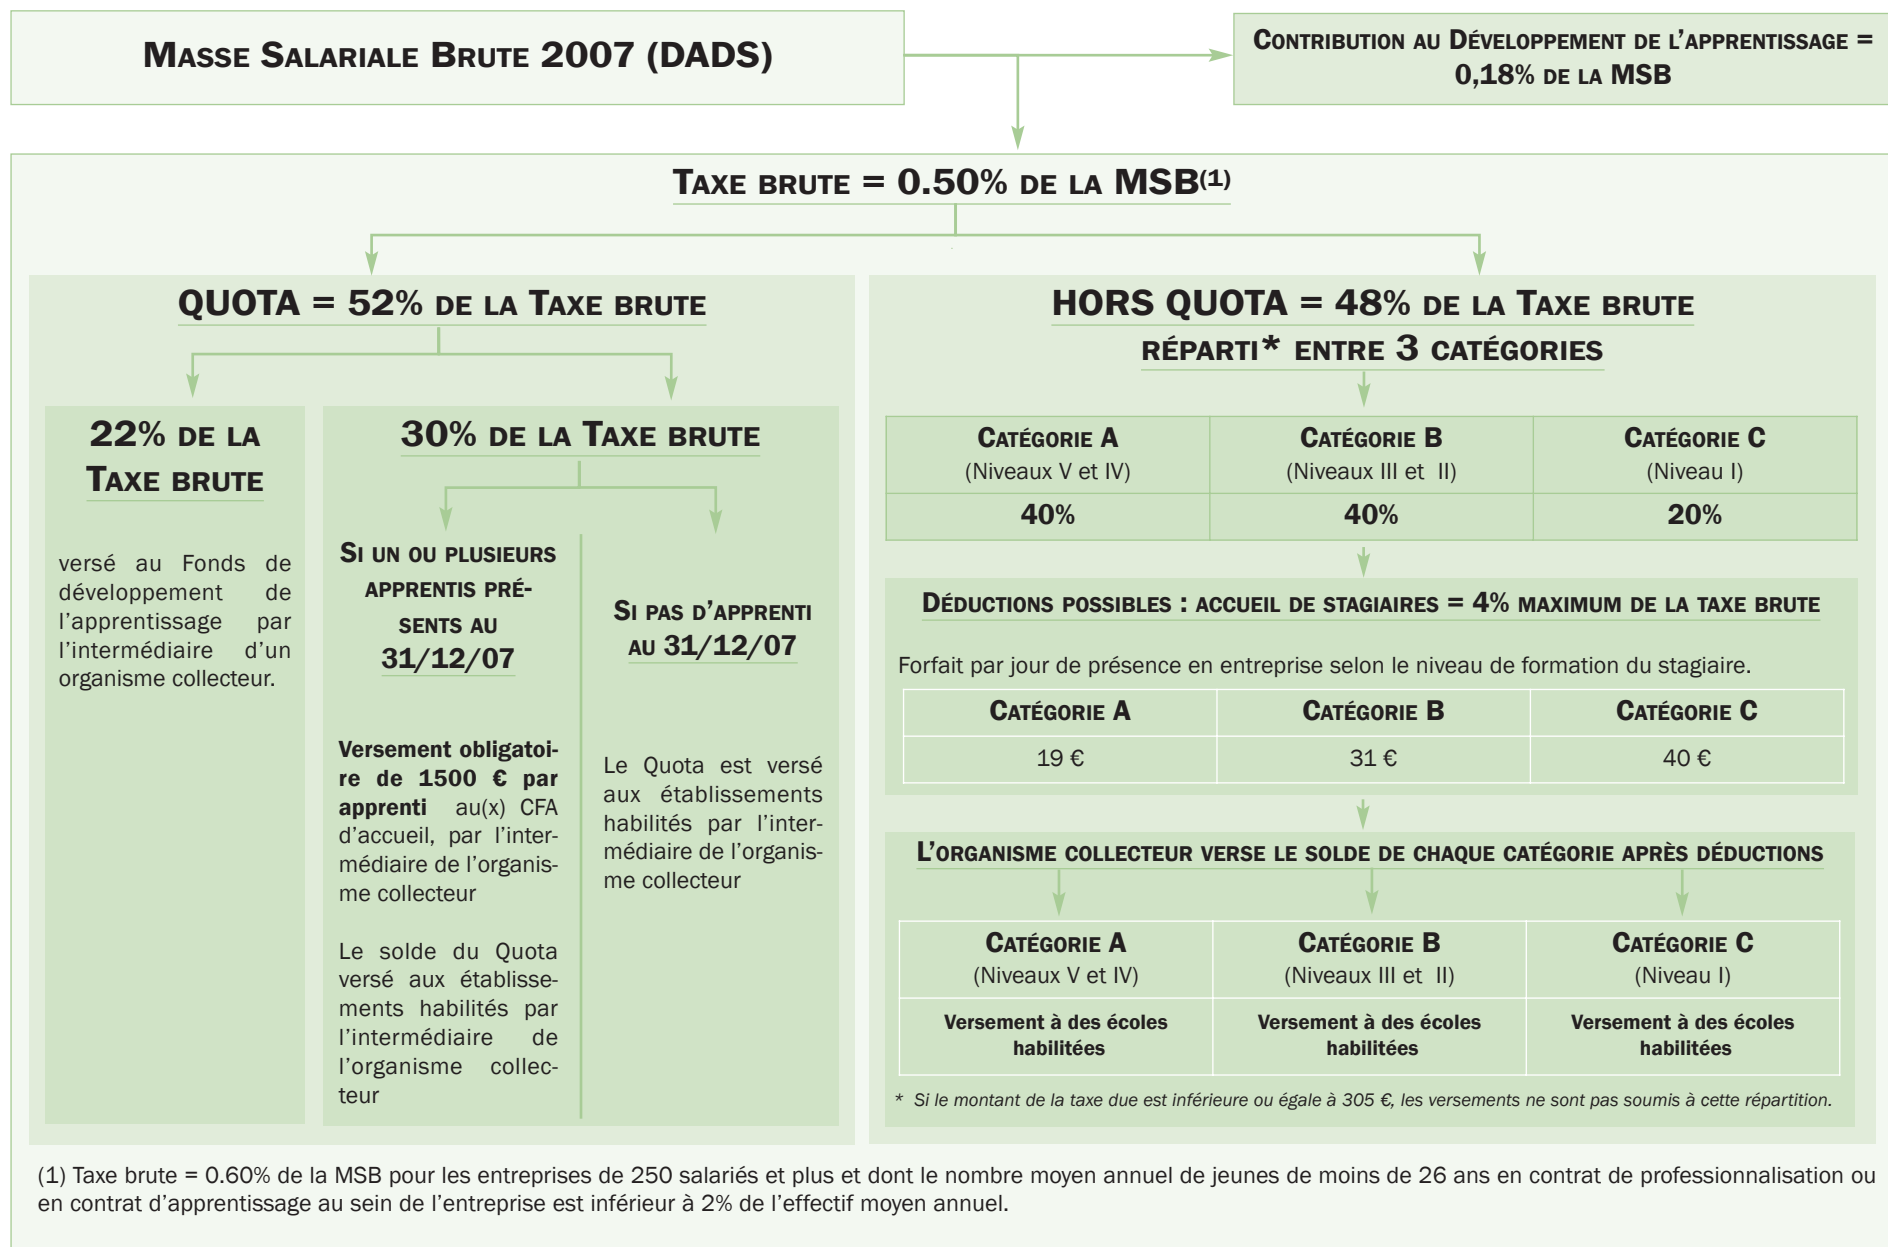 MASSE SALARIALE BRUTE 2007 (DADS)
CONTRIBUTION AU DÉVELOPPEMENT DE L'APPRENTISSAGE =
0,18% DE LA MSB
TAXE BRUTE = 0.50% DE LA MSB(1)
QUOTA = 52% DE LA TAXE BRUTE
22% DE LA
TAXE BRUTE
versé au Fonds de
développement de
l'apprentissage par
l'intermédiaire d'un
organisme collecteur.
30% DE LA TAXE BRUTE
SI UN OU PLUSIEURS
APPRENTIS PRÉ-
SENTS AU
31/12/07
Versement obligatoi-
re de 1500 € par
apprenti au(x) CFA
d'accueil, par l'inter-
médiaire de l'organis-
me collecteur
Le solde du Quota
versé aux établisse-
ments habilités par
l'intermédiaire de
l'organisme collec-
teur
SI PAS D'APPRENTI
AU 31/12/07
Le Quota est versé
aux établissements
habilités par l'inter-
médiaire de l'organis-
me collecteur
HORS QUOTA = 48% DE LA TAXE BRUTE
RÉPARTI* ENTRE 3 CATÉGORIES
CATÉGORIE A CATÉGORIE B CATÉGORIE C
(Niveaux V et IV) (Niveaux III et II) (Niveau I)
40% 40% 20%
DÉDUCTIONS POSSIBLES : ACCUEIL DE STAGIAIRES = 4% MAXIMUM DE LA TAXE BRUTE
Forfait par jour de présence en entreprise selon le niveau de formation du stagiaire.
CATÉGORIE A CATÉGORIE B CATÉGORIE C
19 € 31 € 40 €
L'ORGANISME COLLECTEUR VERSE LE SOLDE DE CHAQUE CATÉGORIE APRÈS DÉDUCTIONS
CATÉGORIE A CATÉGORIE B CATÉGORIE C
(Niveaux V et IV) (Niveaux III et II) (Niveau I)
Versement à des écoles Versement à des écoles Versement à des écoles
habilitées habilitées habilitées
* Si le montant de la taxe due est inférieure ou égale à 305 €, les versements ne sont pas soumis à cette répartition.
(1) Taxe brute = 0.60% de la MSB pour les entreprises de 250 salariés et plus et dont le nombre moyen annuel de jeunes de moins de 26 ans en contrat de professionnalisation ou
en contrat d'apprentissage au sein de l'entreprise est inférieur à 2% de l'effectif moyen annuel.